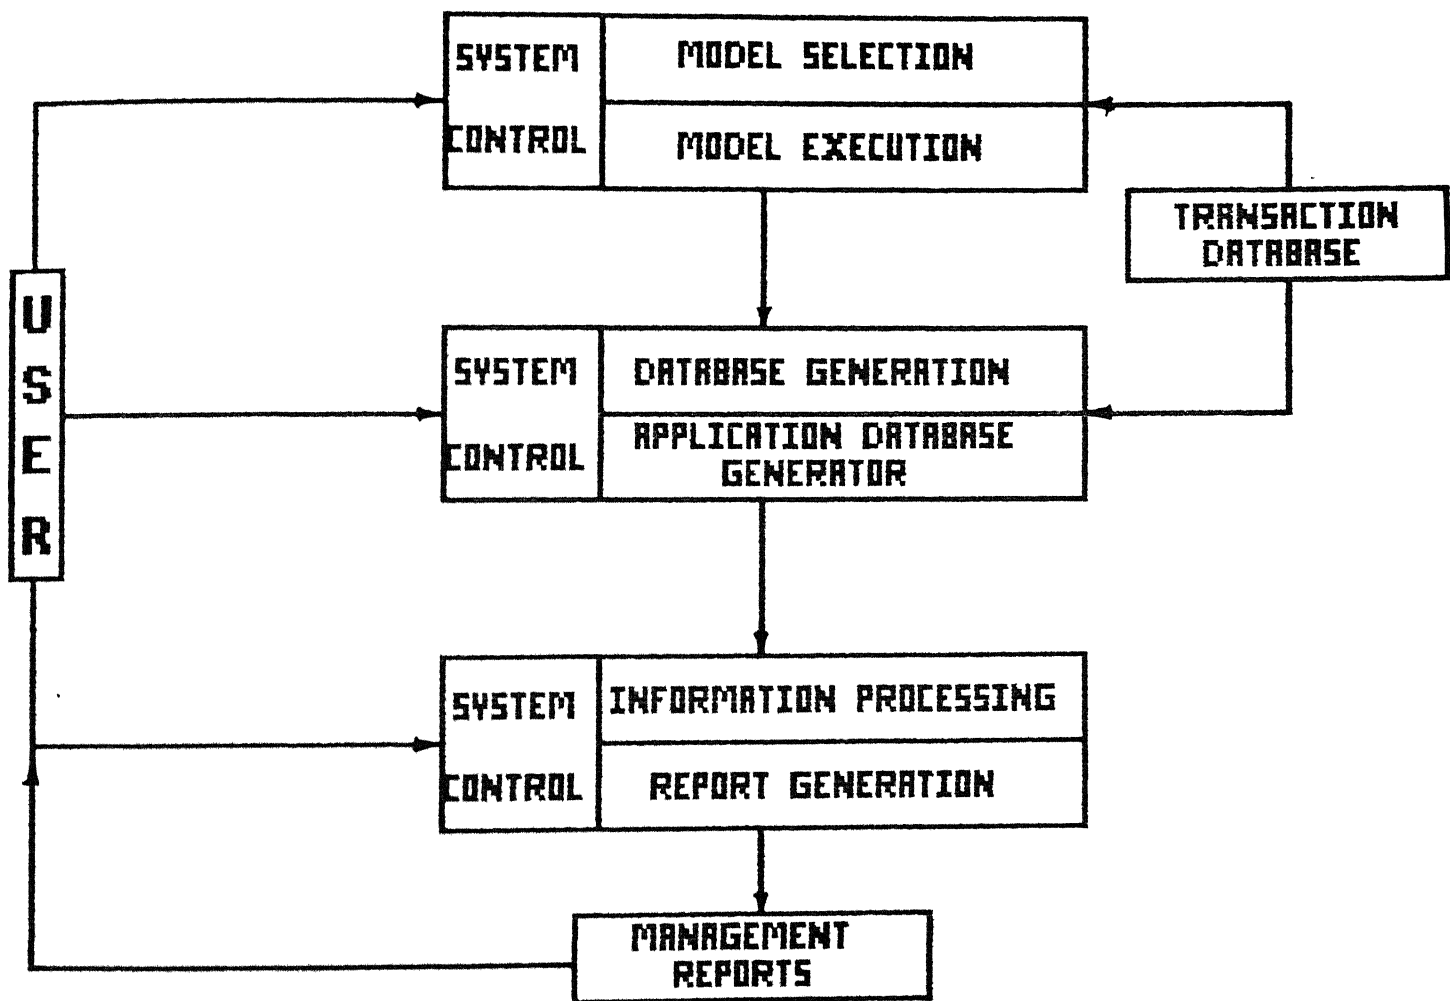 SYSTEM
CONTROL
MODEL SELECTION
MODEL EXECUTION
TRANSACTION
DATABASE
USER
SYSTEM
CONTROL
DATABASE GENERATION
APPLICATION DATABASE
GENERATOR
SYSTEM
CONTROL
INFORMATION PROCESSING
REPORT GENERATION
MANAGEMENT
REPORTS